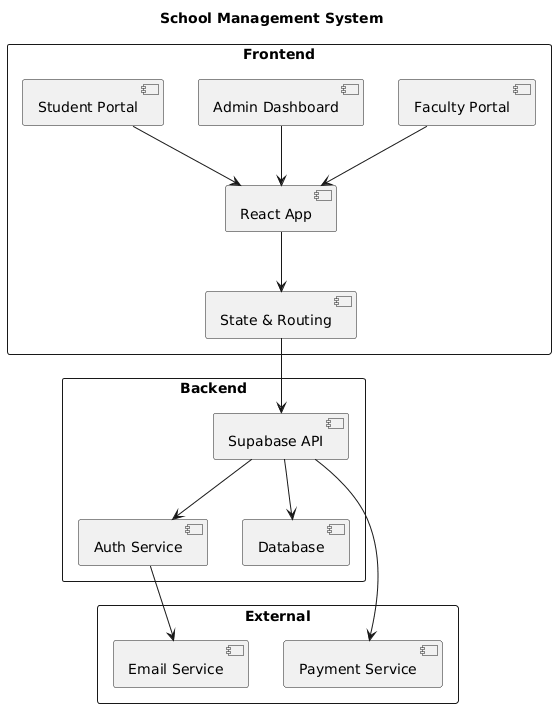 School Management System
Frontend
Student Portal
Admin Dashboard
Faculty Portal
React App
State & Routing
Backend
Supabase API
Auth Service
Database
External
Email Service
Payment Service